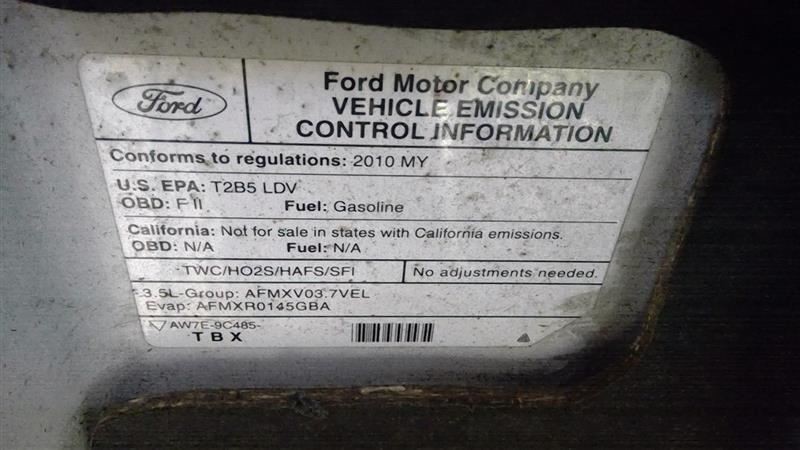 Ford
Ford Motor Company
VEHICLE EMISSION
CONTROL INFORMATION
Conforms to regulations: 2010 MY
U.S. EPA: T2B5 LDV
OBD: F II Fuel: Gasoline
California: Not for sale in states with California emissions.
OBD: N/A Fuel: N/A
TWC/HO2S/HAFS/SFI No adjustments needed.
3.5L-Group: AFMXV03.7VEL
Evap: AFMXR0145GBA
AW7E-9C485-
TBX